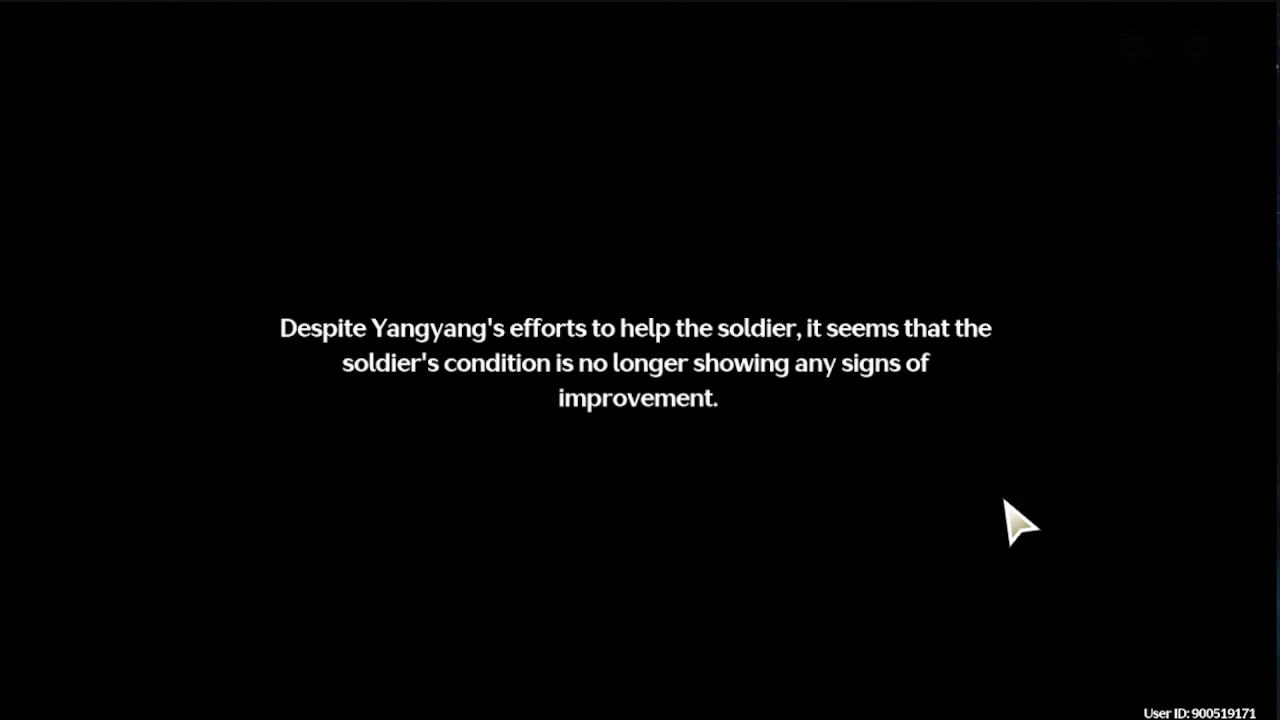 Despite Yangyang's efforts to help the soldier, it seems that the
soldier's condition is no longer showing any signs of
improvement.
User ID: 900519171